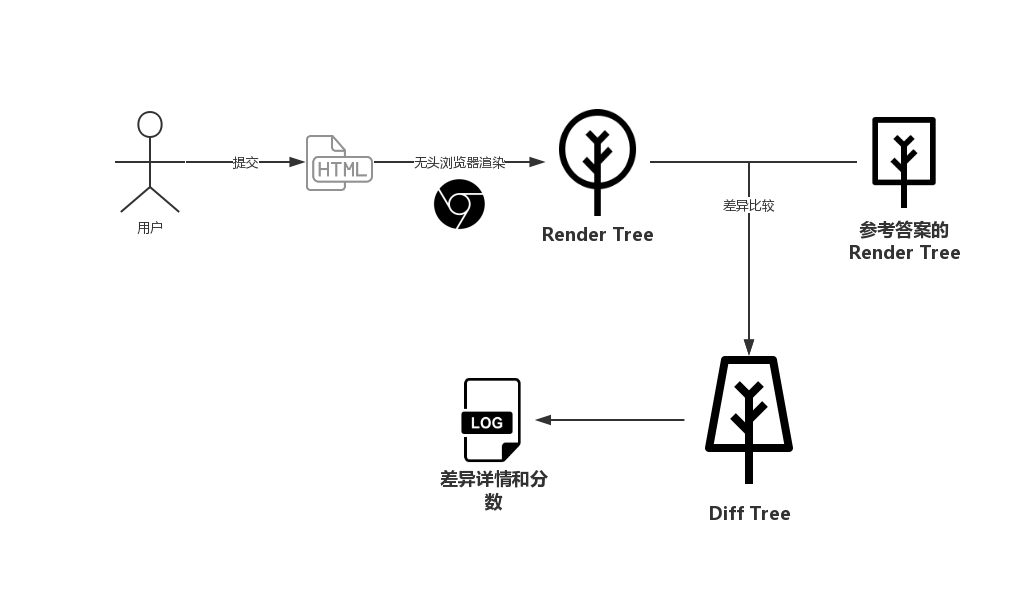 提交
HTML
无头浏览器渲染
用户
差异比较
Render Tree
参考答案的
Render Tree
LOG
差异详情和分
数
Diff Tree